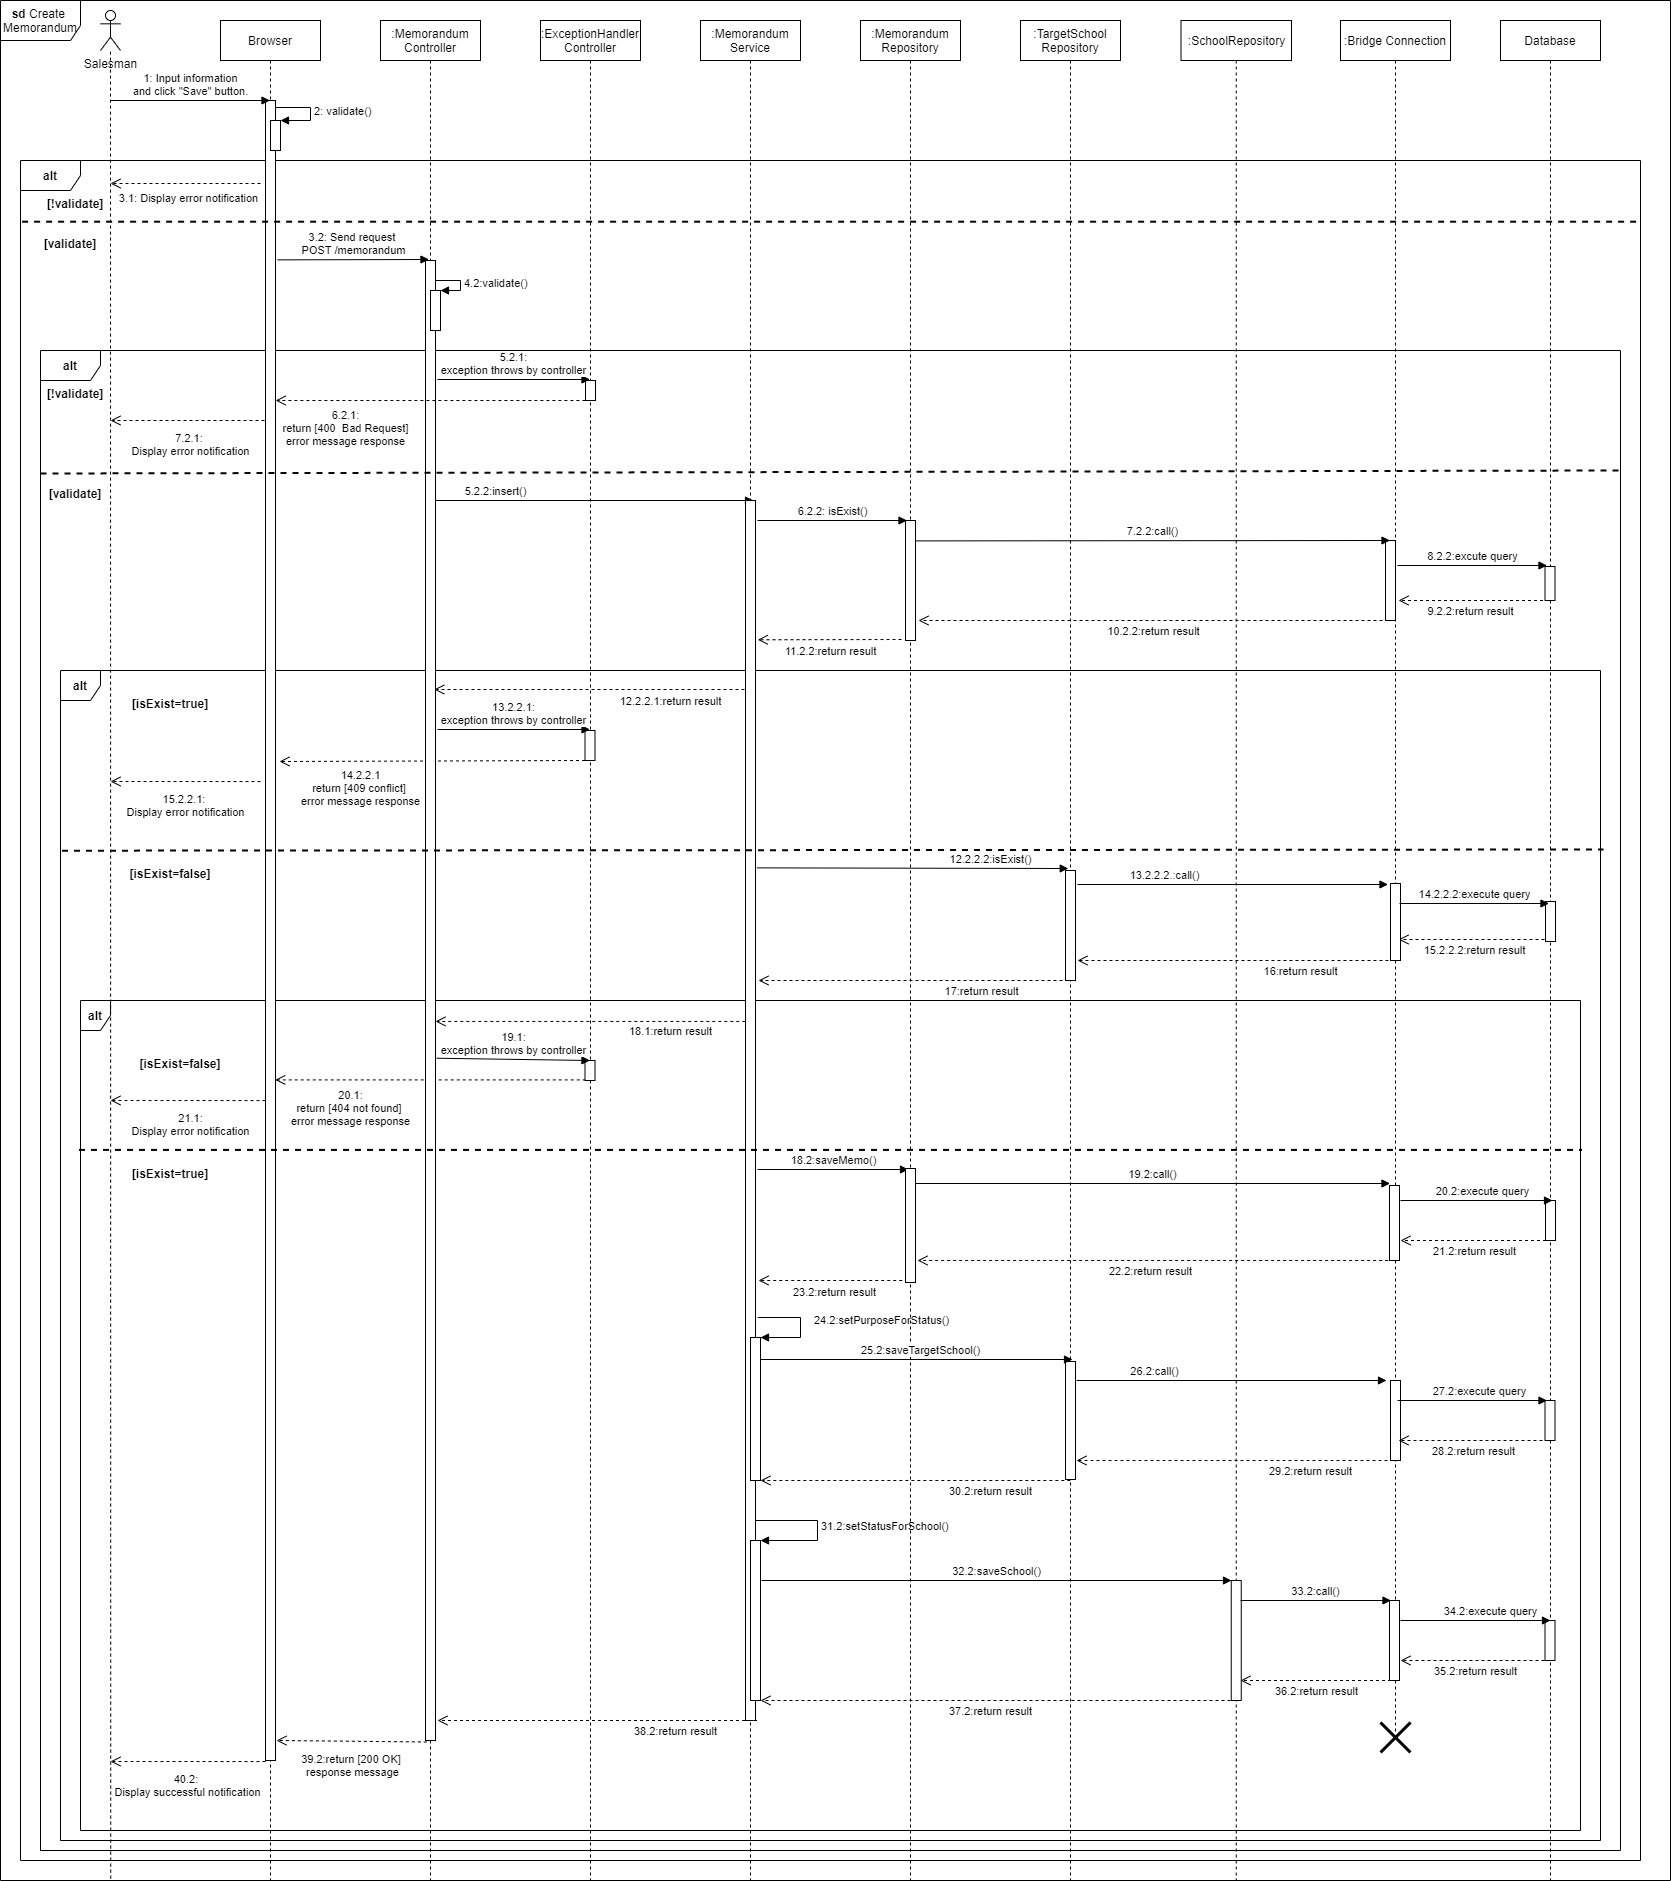 sd Create
Memorandum
Salesman
Browser
:Memorandum
Controller
:ExceptionHandler
Controller
:Memorandum
Service
:Memorandum
Repository
:TargetSchool
Repository
:SchoolRepository
:Bridge Connection
Database
1: Input information
and click "Save" button.
2: validate()
alt
3.1: Display error notification
[!validate]
[validate]
3.2: Send request
POST /memorandum
4.2:validate()
alt
5.2.1:
exception throws by controller
[!validate]
6.2.1:
return [400 Bad Request]
error message response
7.2.1:
Display error notification
[validate]
5.2.2:insert()
6.2.2: isExist()
7.2.2:call()
8.2.2:excute query
9.2.2:return result
10.2.2:return result
11.2.2:return result
alt
[isExist=true]
12.2.2.1:return result
13.2.2.1:
exception throws by controller
14.2.2.1
return [409 conflict]
error message response
15.2.2.1:
Display error notification
[isExist=false]
12.2.2.2:isExist()
13.2.2.2.:call()
14.2.2.2:execute query
15.2.2.2:return result
16:return result
17:return result
alt
18.1:return result
19.1:
exception throws by controller
[isExist=false]
20.1:
return [404 not found]
error message response
21.1:
Display error notification
[isExist=true]
18.2:saveMemo()
19.2:call()
20.2:execute query
21.2:return result
22.2:return result
23.2:return result
24.2:setPurposeForStatus()
25.2:saveTargetSchool()
26.2:call()
27.2:execute query
28.2:return result
29.2:return result
30.2:return result
31.2:setStatusForSchool()
32.2:saveSchool()
33.2:call()
34.2:execute query
35.2:return result
36.2:return result
37.2:return result
38.2:return result
39.2:return [200 OK]
response message
40.2:
Display successful notification